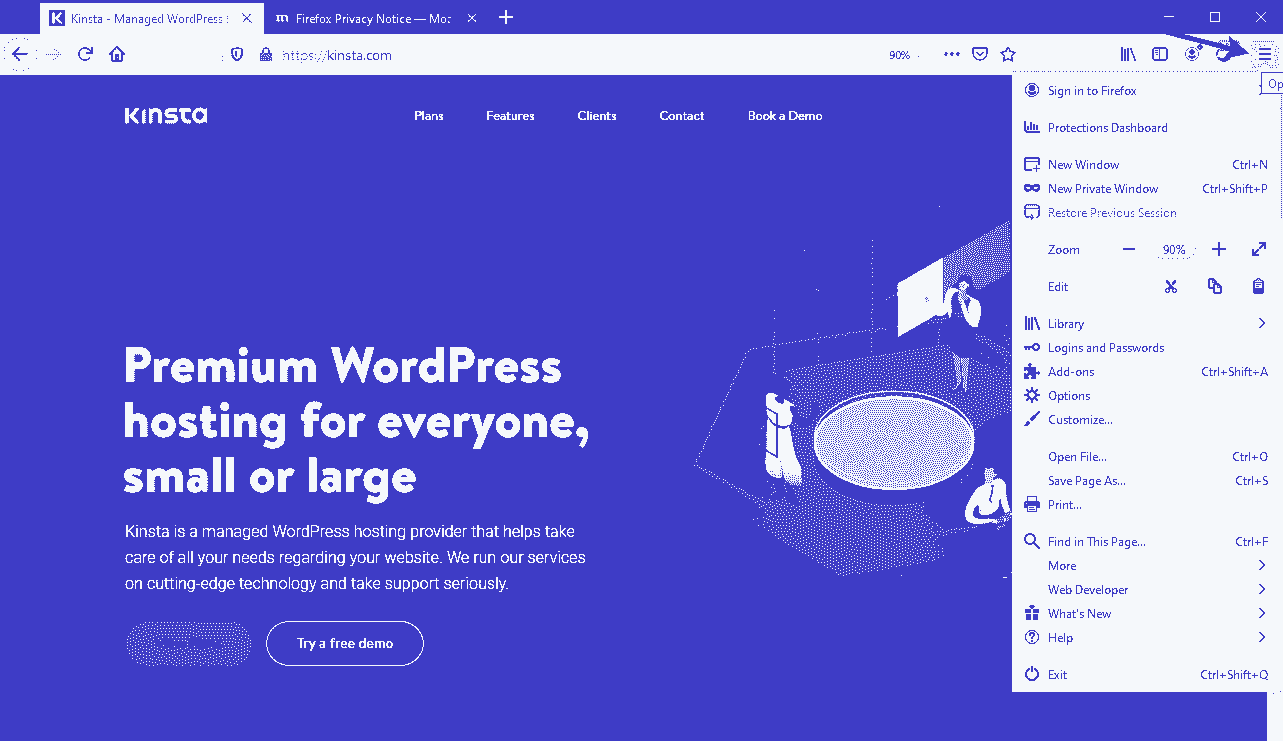 Kinsta - Managed WordPress
Firefox Privacy Notice — Moz
https://kinsta.com
90%
Op
KINSTA
Plans
Features
Clients
Contact
Book a Demo
Premium WordPress
hosting for everyone,
small or large
Kinsta is a managed WordPress hosting provider that helps take
care of all your needs regarding your website. We run our services
on cutting-edge technology and take support seriously.
Try a free demo
Sign in to Firefox
Protections Dashboard
New Window Ctrl+N
New Private Window Ctrl+Shift+P
Restore Previous Session
Zoom 90%
Edit
Library
Logins and Passwords
Add-ons Ctrl+Shift+A
Options
Customize...
Open File... Ctrl+O
Save Page As... Ctrl+S
Print...
Find in This Page... Ctrl+F
More
Web Developer
What's New
Help
Exit Ctrl+Shift+Q